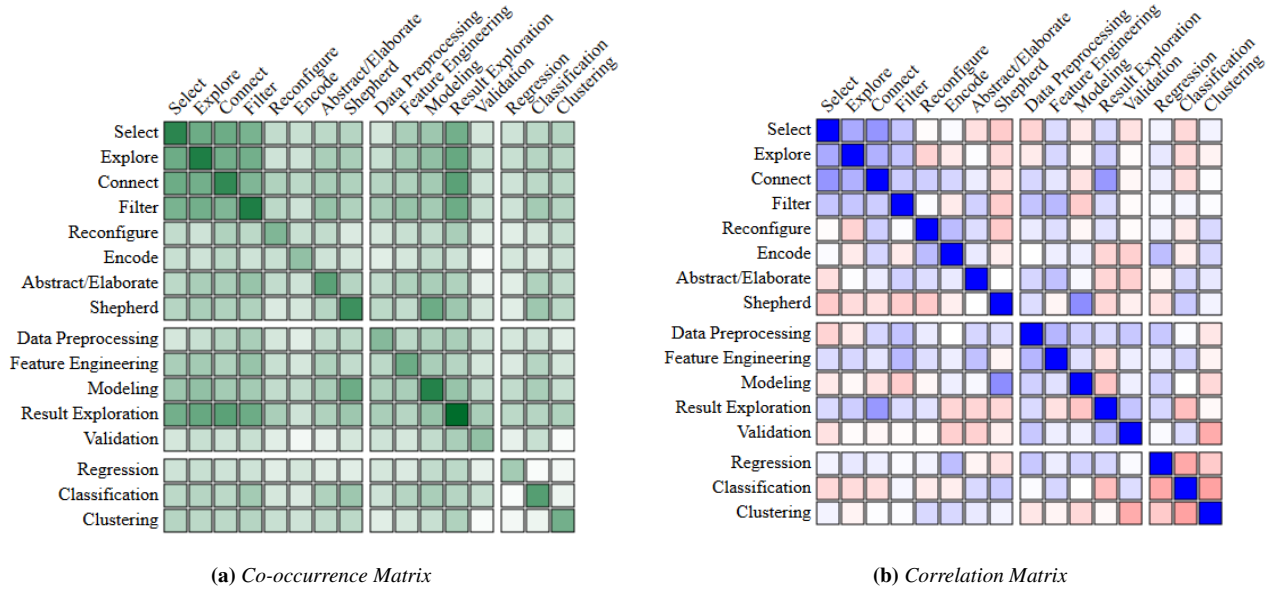 Select
Explore
Connect
Filter
Reconfigure
Encode
Abstract/Elaborate
Shepherd
Data Preprocessing
Feature Engineering
Modeling
Result Exploration
Validation
Regression
Classification
Clustering
Select
Explore
Connect
Filter
Reconfigure
Encode
Abstract/Elaborate
Shepherd
Data Preprocessing
Feature Engineering
Modeling
Result Exploration
Validation
Regression
Classification
Clustering
(a) Co-occurrence Matrix
Select
Explore
Connect
Filter
Reconfigure
Encode
Abstract/Elaborate
Shepherd
Data Preprocessing
Feature Engineering
Modeling
Result Exploration
Validation
Regression
Classification
Clustering
Select
Explore
Connect
Filter
Reconfigure
Encode
Abstract/Elaborate
Shepherd
Data Preprocessing
Feature Engineering
Modeling
Result Exploration
Validation
Regression
Classification
Clustering
(b) Correlation Matrix